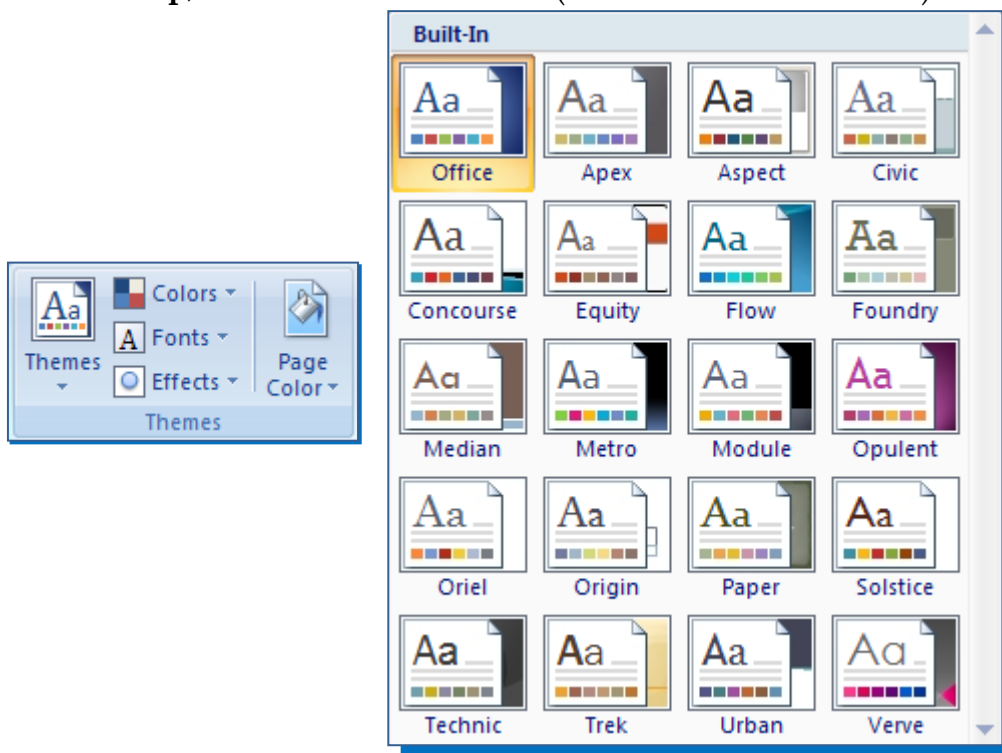 Built-In
Aa Aa Aa Aa
Office Apex Aspect Civic
Aa Aa Aa Aa
Concourse Equity Flow Foundry
Aa Aa Aa Aa
Median Metro Module Opulent
Aa Aa Aa Aa
Oriel Origin Paper Solstice
Aa Aa Aa Aa
Technic Trek Urban Verve
Aa
Themes
Colors
A Fonts
Effects
Page
Color
Themes